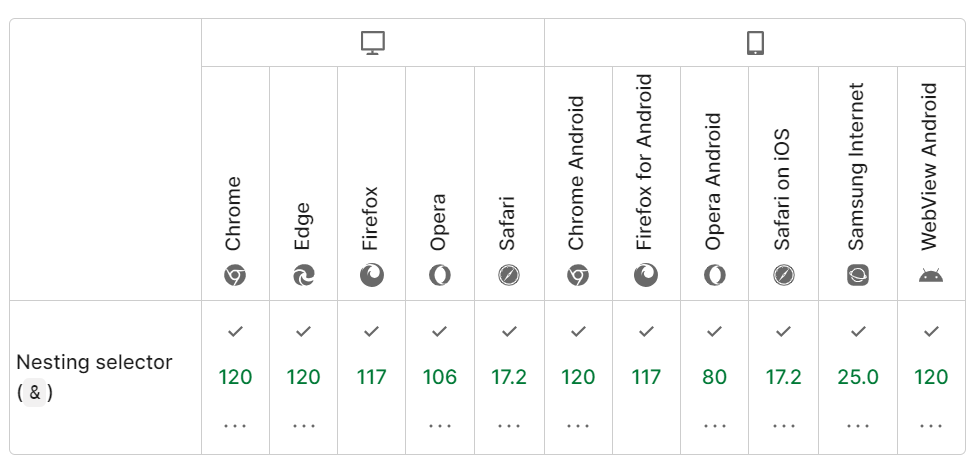 Chrome
Edge
Firefox
Opera
Safari
Chrome Android
Firefox for Android
Opera Android
Safari on iOS
Samsung Internet
WebView Android
Nesting selector
(&)
✓ ✓ ✓ ✓ ✓ ✓ ✓ ✓ ✓ ✓ ✓
120 120 117 106 17.2 120 117 80 17.2 25.0 120
… … … … … … … … …